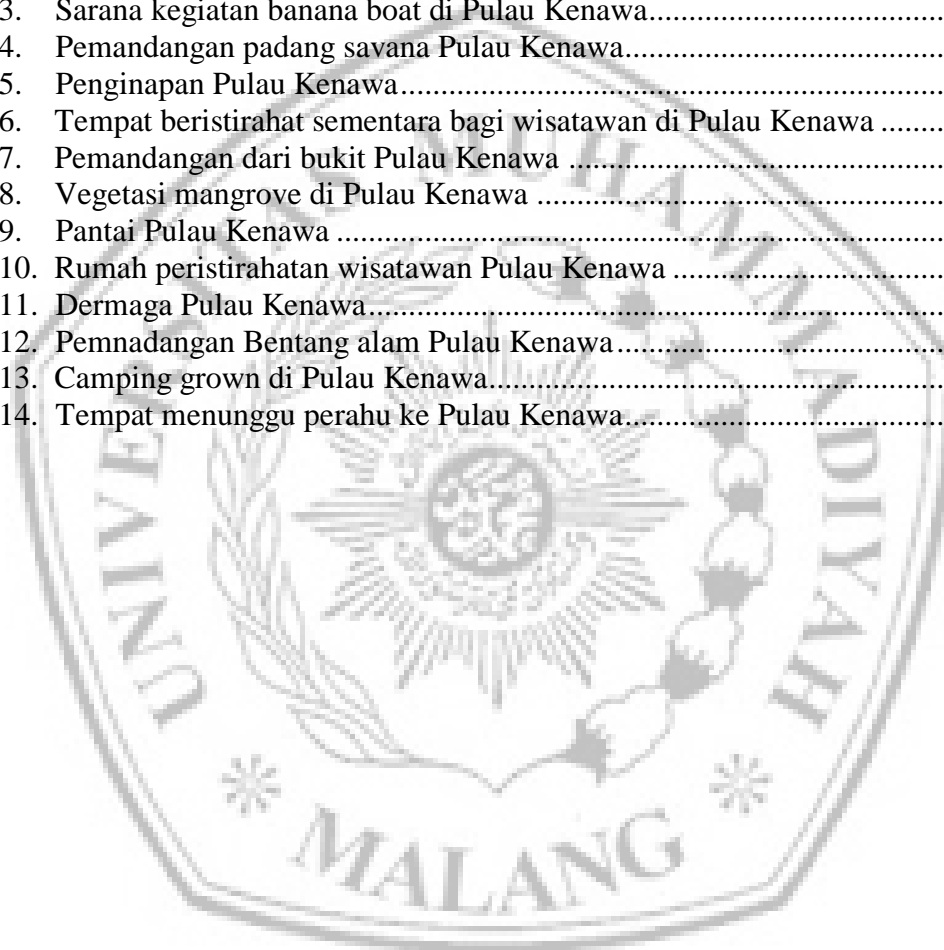 3. Sarana kegiatan banana boat di Pulau Kenawa....................................
4. Pemandangan padang savana Pulau Kenawa.......................................
5. Penginapan Pulau Kenawa...................................................................
6. Tempat beristirahat sementara bagi wisatawan di Pulau Kenawa ........
7. Pemandangan dari bukit Pulau Kenawa ...............................................
8. Vegetasi mangrove di Pulau Kenawa ...................................................
9. Pantai Pulau Kenawa ............................................................................
10. Rumah peristirahatan wisatawan Pulau Kenawa .................................
11. Dermaga Pulau Kenawa.......................................................................
12. Pemnadangan Bentang alam Pulau Kenawa........................................
13. Camping grown di Pulau Kenawa........................................................
14. Tempat menunggu perahu ke Pulau Kenawa.......................................
UNIVERSITAS MUHAMMADIYAH
MALANG